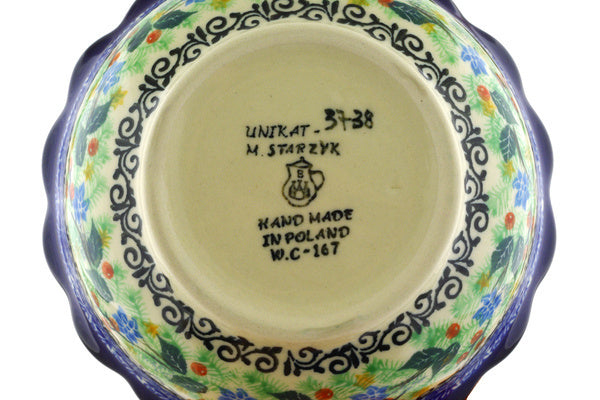 UNIKAT-3738
M. STARZYK
B
HAND MADE
IN POLAND
W.C-167